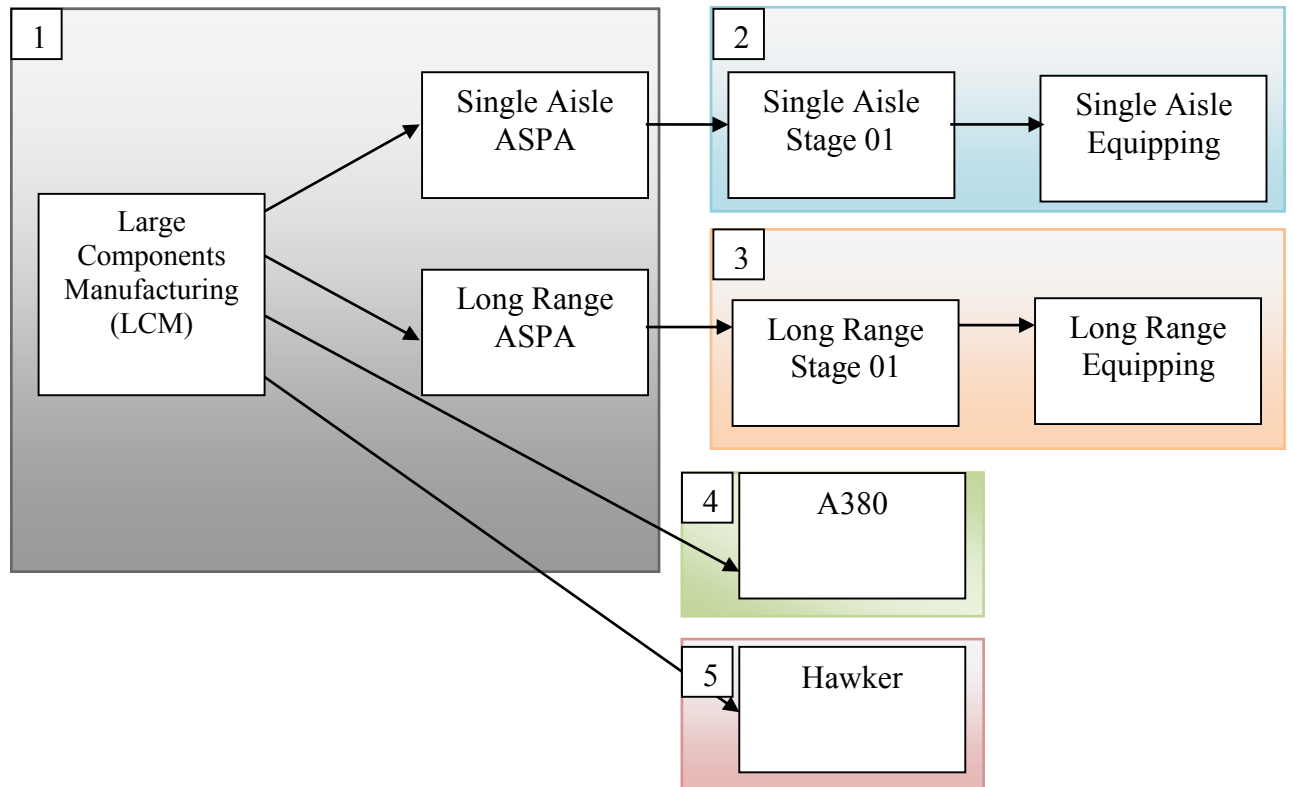 1
Large
Components
Manufacturing
(LCM)
Single Aisle
ASPA
Long Range
ASPA
2
Single Aisle
Stage 01
Single Aisle
Equipping
3
Long Range
Stage 01
Long Range
Equipping
4
A380
5
Hawker